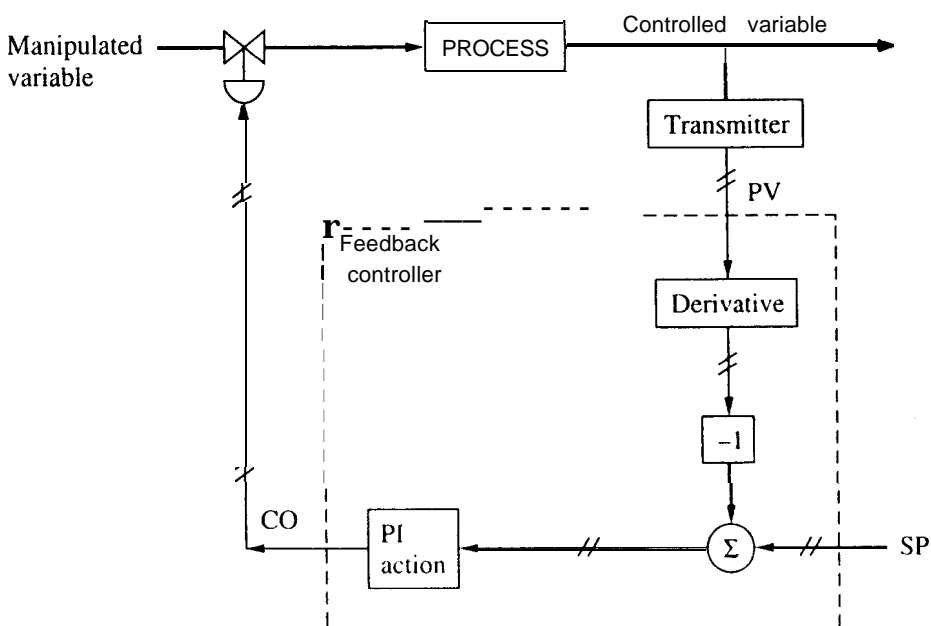 Controlled variable
Manipulated
variable
PROCESS
Transmitter
PV
Feedback
controller
Derivative
−1
CO
PI
action
Σ
SP